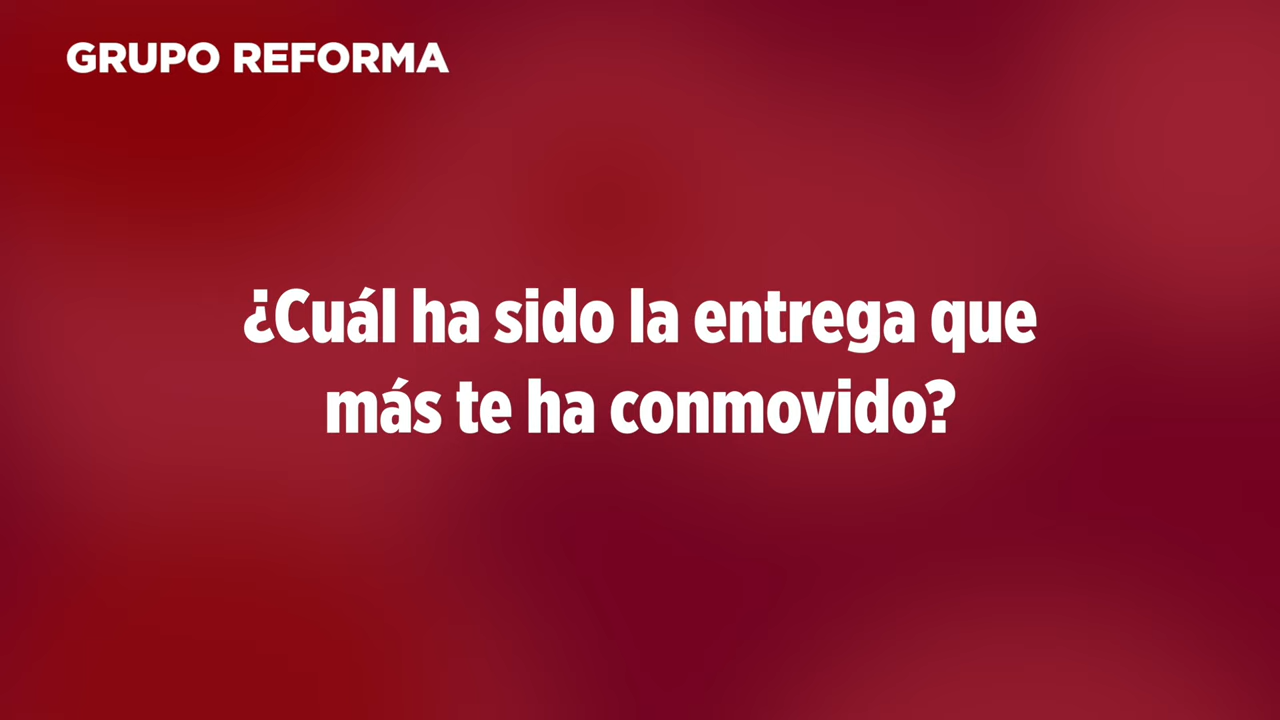 GRUPO REFORMA
¿Cuál ha sido la entrega que
más te ha conmovido?